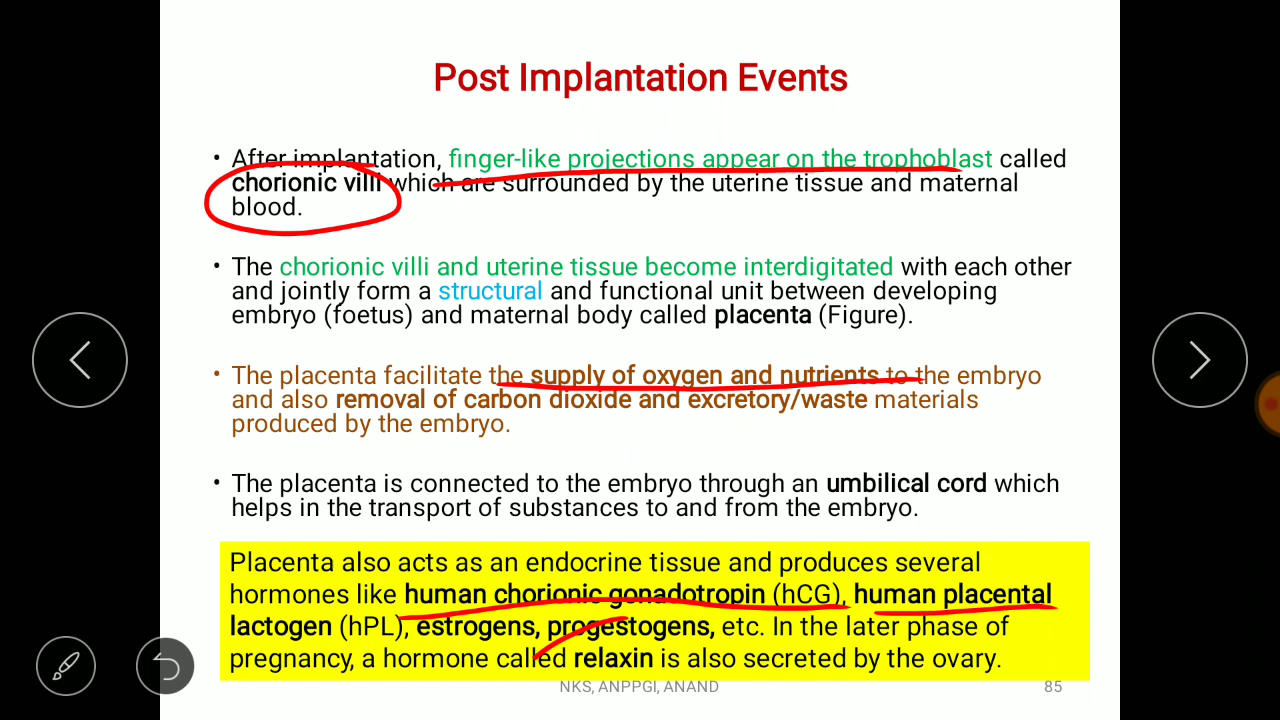 Post Implantation Events
• After implantation, finger-like projections appear on the trophoblast called
chorionic villi which are surrounded by the uterine tissue and maternal
blood.
• The chorionic villi and uterine tissue become interdigitated with each other
and jointly form a structural and functional unit between developing
embryo (foetus) and maternal body called placenta (Figure).
• The placenta facilitate the supply of oxygen and nutrients to the embryo
and also removal of carbon dioxide and excretory/waste materials
produced by the embryo.
• The placenta is connected to the embryo through an umbilical cord which
helps in the transport of substances to and from the embryo.
Placenta also acts as an endocrine tissue and produces several
hormones like human chorionic gonadotropin (hCG), human placental
lactogen (hPL), estrogens, progestogens, etc. In the later phase of
pregnancy, a hormone called relaxin is also secreted by the ovary.
NKS, ANPPGI, ANAND 85